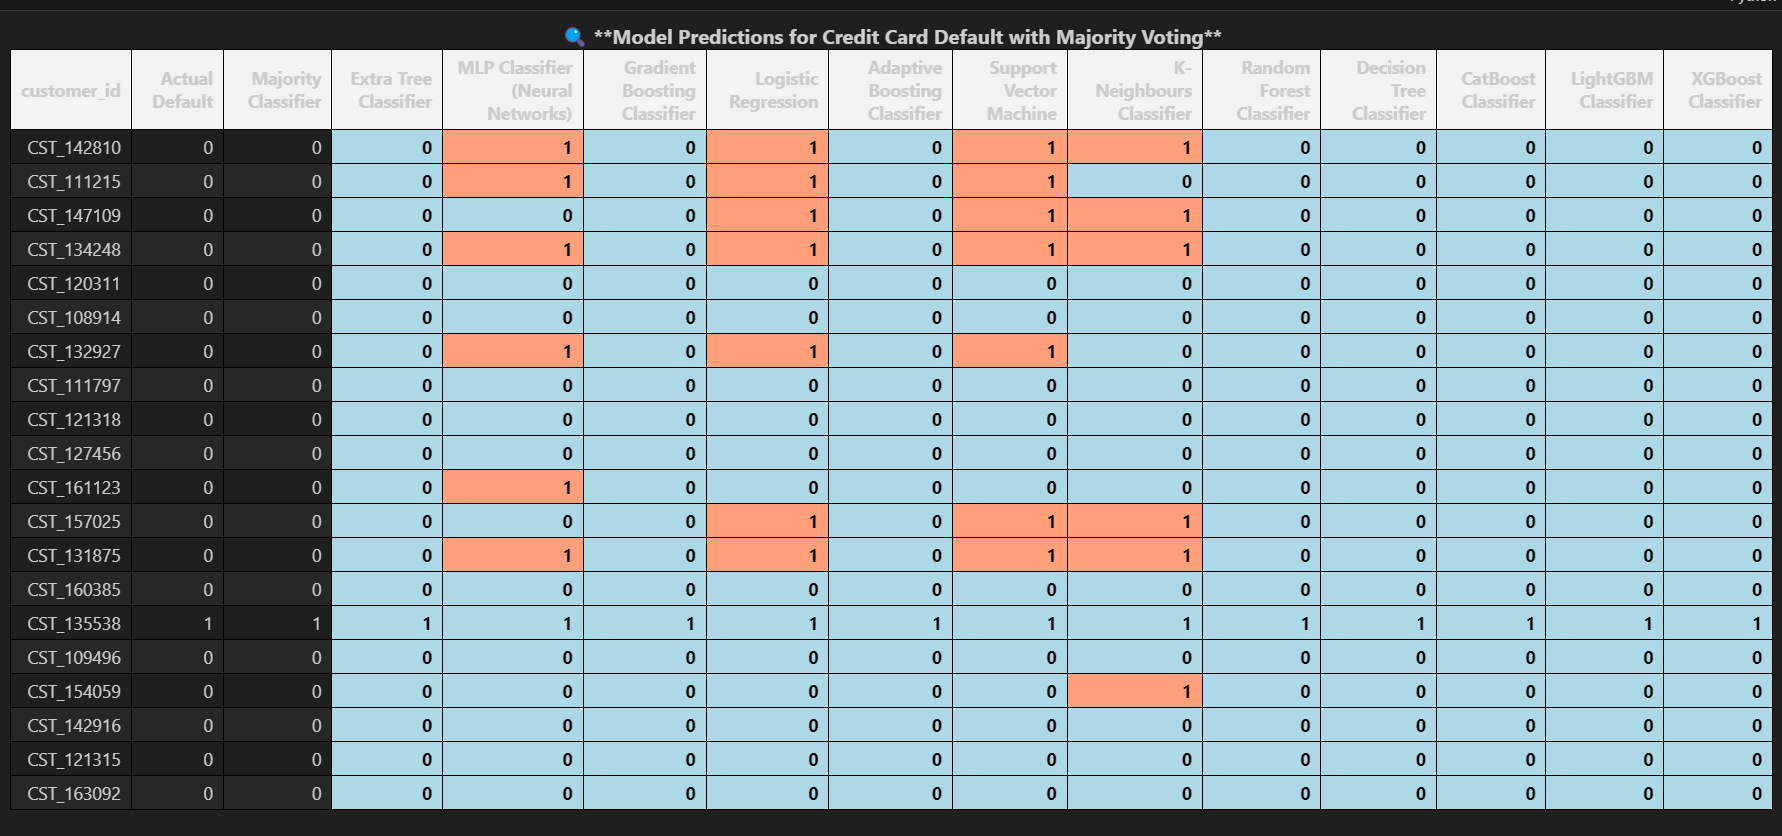 🔍 **Model Predictions for Credit Card Default with Majority Voting**
customer_id Actual Default Majority Classifier Extra Tree Classifier MLP Classifier (Neural Networks) Gradient Boosting Classifier Logistic Regression Adaptive Boosting Classifier Support Vector Machine K-Neighbours Classifier Random Forest Classifier Decision Tree Classifier CatBoost Classifier LightGBM Classifier XGBoost Classifier
CST_142810 0 0 0 1 0 1 0 1 1 0 0 0 0 0
CST_111215 0 0 0 1 0 1 0 1 0 0 0 0 0 0
CST_147109 0 0 0 0 0 1 0 1 1 0 0 0 0 0
CST_134248 0 0 0 1 0 1 0 1 1 0 0 0 0 0
CST_120311 0 0 0 0 0 0 0 0 0 0 0 0 0 0
CST_108914 0 0 0 0 0 0 0 0 0 0 0 0 0 0
CST_132927 0 0 0 1 0 1 0 1 0 0 0 0 0 0
CST_111797 0 0 0 0 0 0 0 0 0 0 0 0 0 0
CST_121318 0 0 0 0 0 0 0 0 0 0 0 0 0 0
CST_127456 0 0 0 0 0 0 0 0 0 0 0 0 0 0
CST_161123 0 0 0 1 0 0 0 0 0 0 0 0 0 0
CST_157025 0 0 0 0 0 1 0 1 1 0 0 0 0 0
CST_131875 0 0 0 1 0 1 0 1 1 0 0 0 0 0
CST_160385 0 0 0 0 0 0 0 0 0 0 0 0 0 0
CST_135538 1 1 1 1 1 1 1 1 1 1 1 1 1 1
CST_109496 0 0 0 0 0 0 0 0 0 0 0 0 0 0
CST_154059 0 0 0 0 0 0 0 0 1 0 0 0 0 0
CST_142916 0 0 0 0 0 0 0 0 0 0 0 0 0 0
CST_121315 0 0 0 0 0 0 0 0 0 0 0 0 0 0
CST_163092 0 0 0 0 0 0 0 0 0 0 0 0 0 0